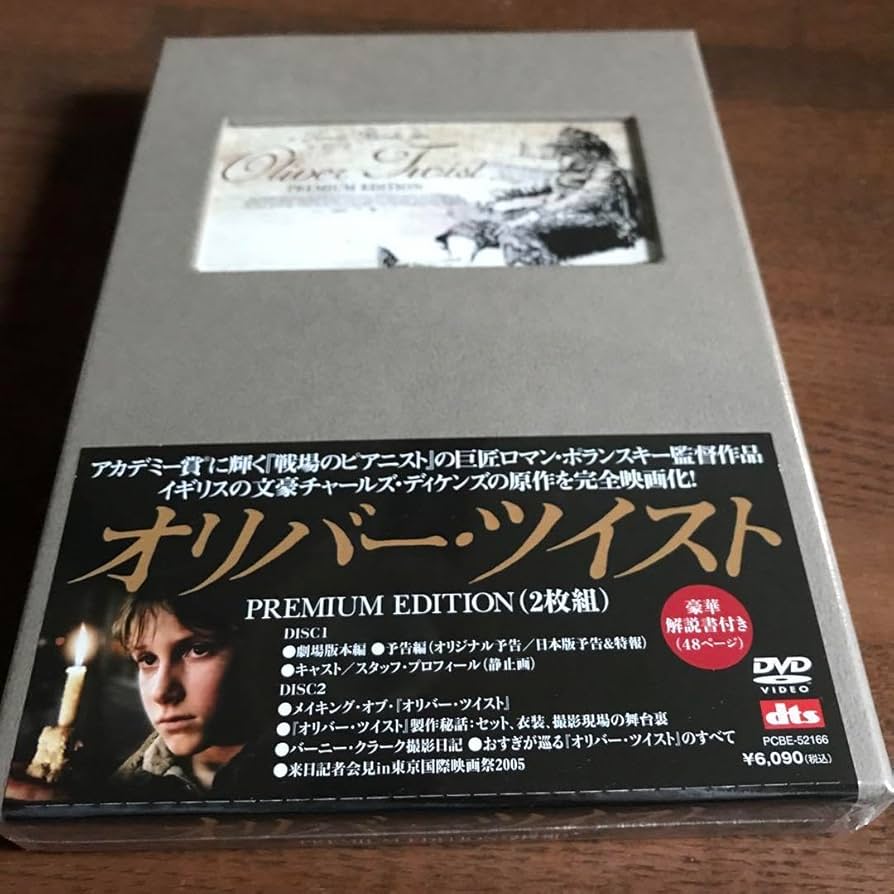 Oliver Twist
PREMIUM EDITION
アカデミー賞®に輝く『戦場のピアニスト』の巨匠ロマン・ポランスキー監督作品
イギリスの文豪チャールズ・ディケンズの原作を完全映画化!
オリバー・ツイスト
PREMIUM EDITION(2枚組)
豪華
解説書付き
(48ページ)
DISC1
●劇場版本編 ●予告編(オリジナル予告/日本版予告&特報)
●キャスト/スタッフ・プロフィール(静止画)
DISC2
●メイキング・オブ・『オリバー・ツイスト』
●『オリバー・ツイスト』製作秘話:セット、衣装、撮影現場の舞台裏
●バーニー・クラーク撮影日記 ●おすぎが巡る『オリバー・ツイスト』のすべて
●来日記者会見in東京国際映画祭2005
DVD
VIDEO
dts
PCBE-52166
¥6,090(税込)
オリバー・ツイスト